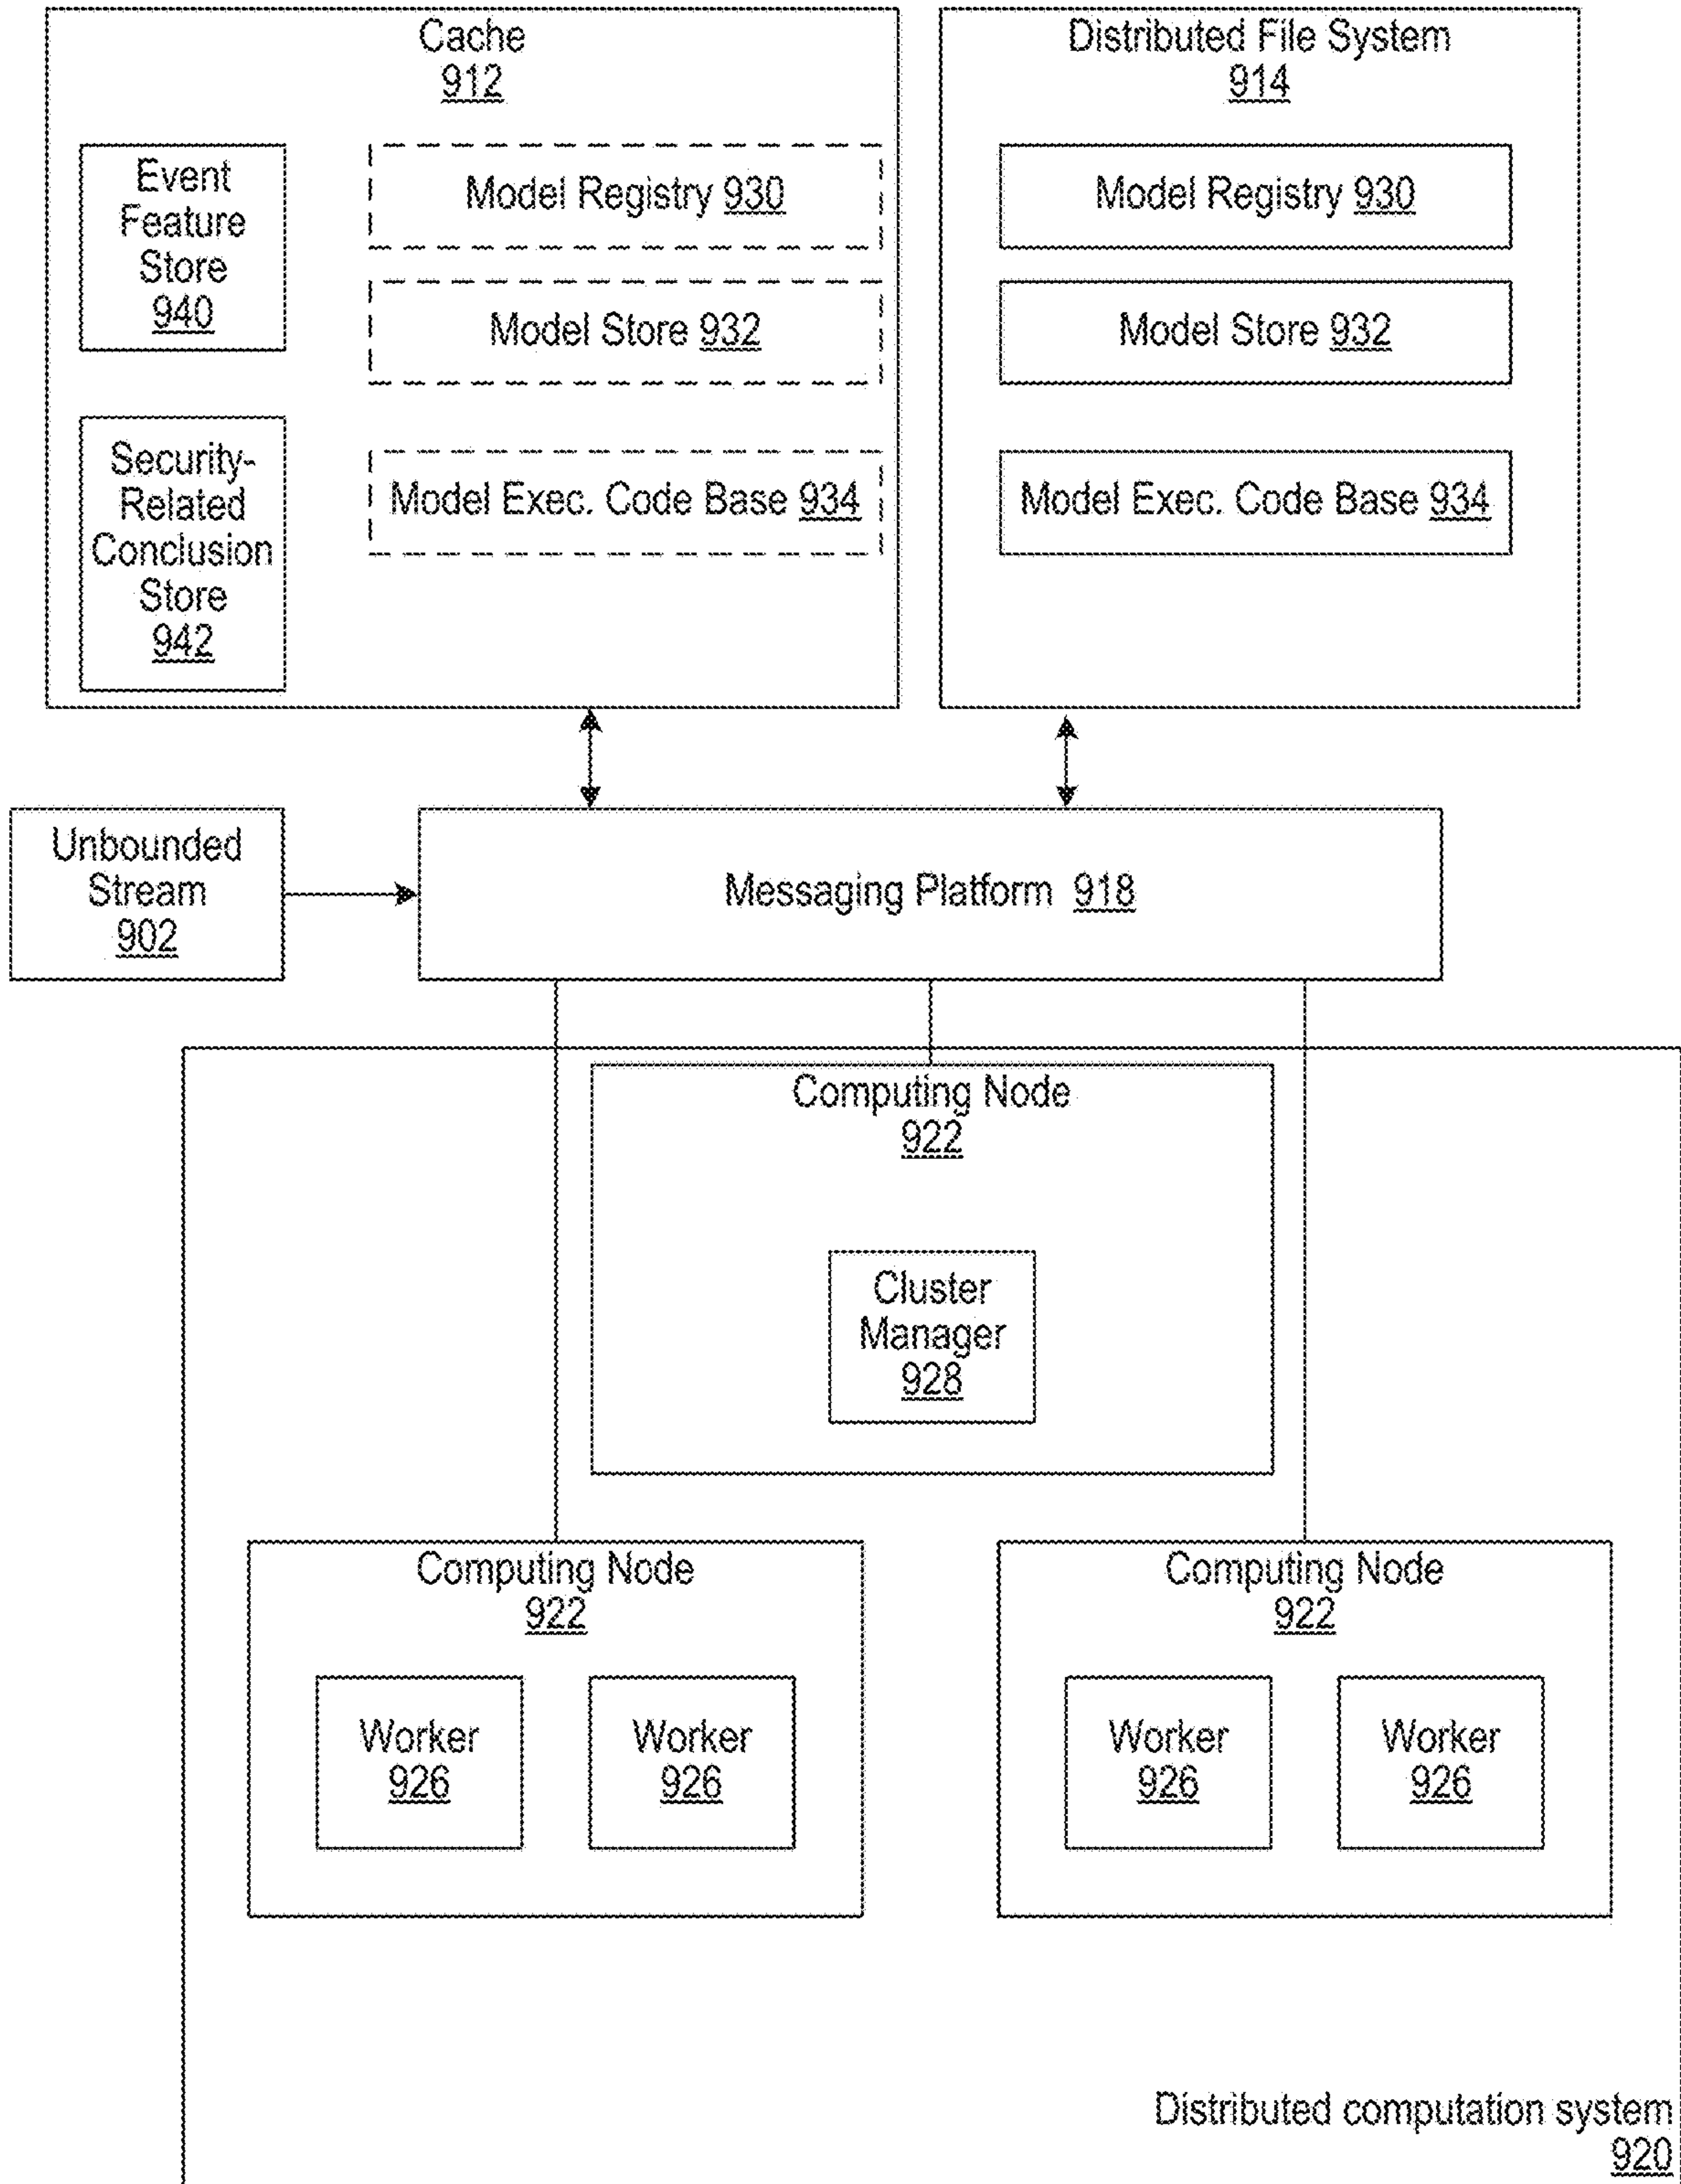 Cache
912
Event
Feature
Store
940
Model Registry 930
Model Store 932
Security-
Related
Conclusion
Store
942
Model Exec. Code Base 934
Distributed File System
914
Model Registry 930
Model Store 932
Model Exec. Code Base 934
Unbounded
Stream
902
Messaging Platform 918
Computing Node
922
Cluster
Manager
928
Computing Node
922
Worker
926
Worker
926
Computing Node
922
Worker
926
Worker
926
Distributed computation system
920